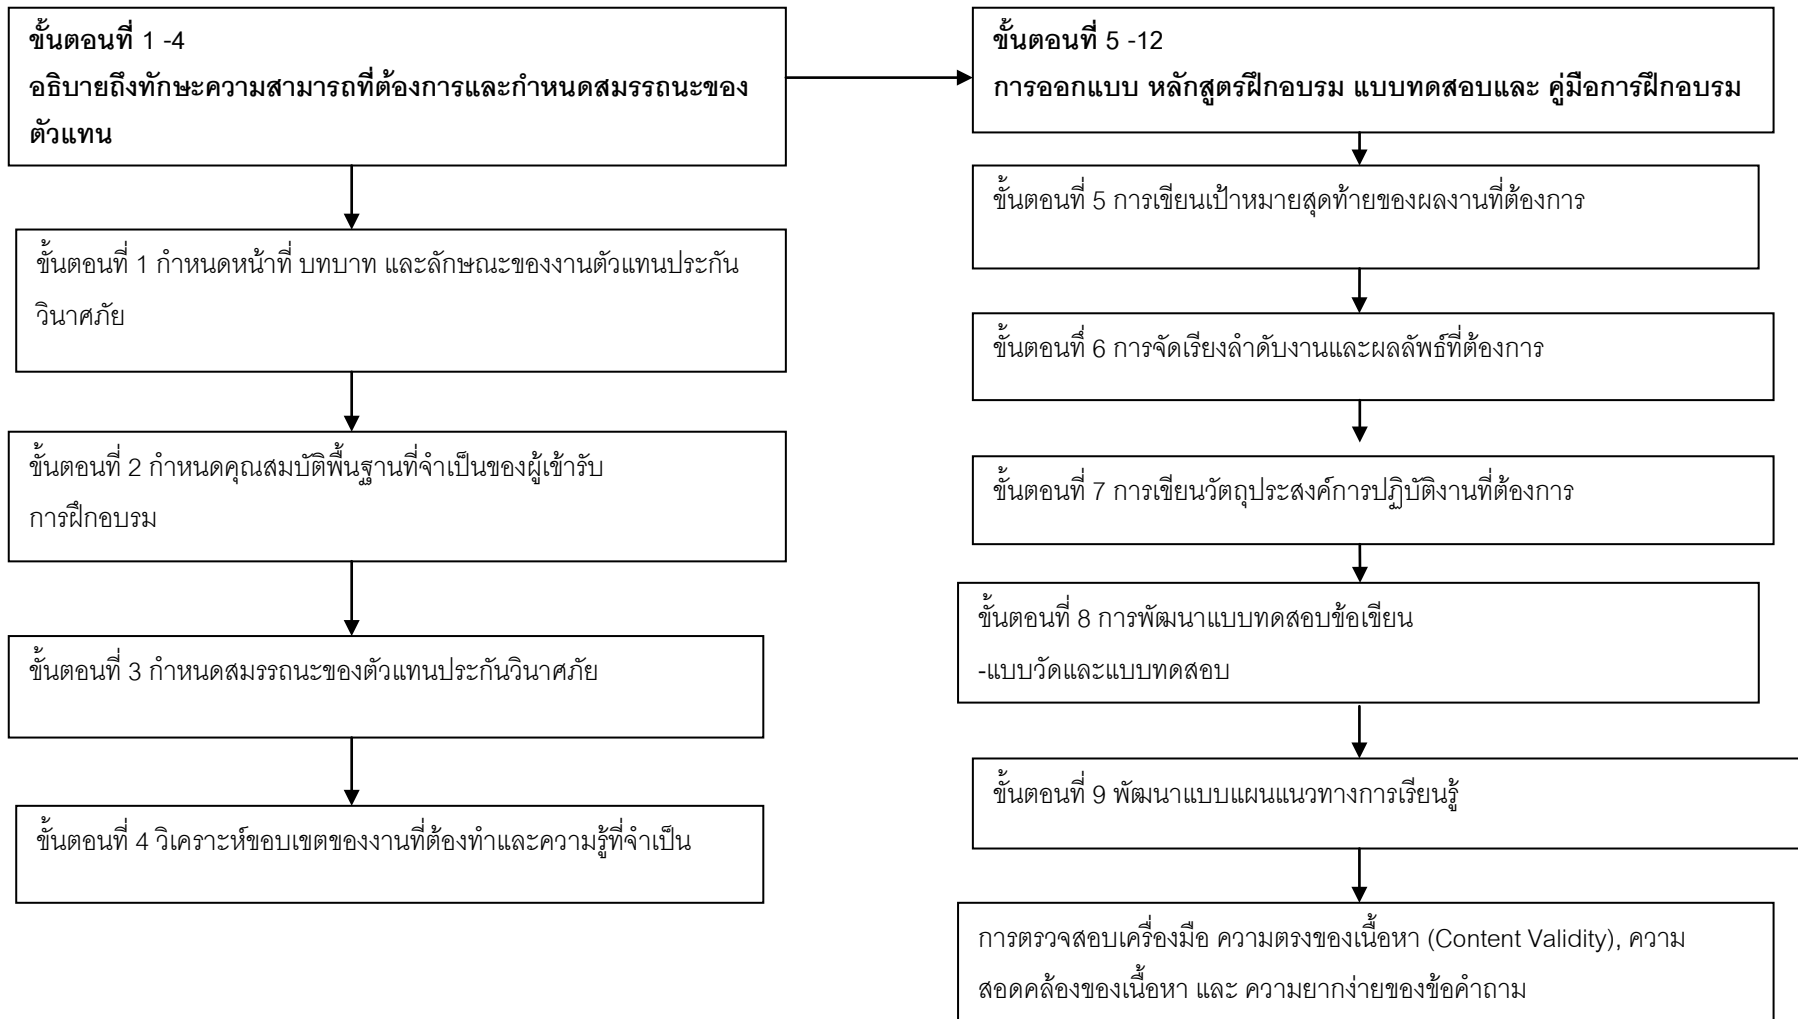 ขั้นตอนที่ 1 -4
อธิบายถึงทักษะความสามารถที่ต้องการและกำหนดสมรรถนะของ
ตัวแทน
ขั้นตอนที่ 1 กำหนดหน้าที่ บทบาท และลักษณะของงานตัวแทนประกัน
วินาศภัย
ขั้นตอนที่ 2 กำหนดคุณสมบัติพื้นฐานที่จำเป็นของผู้เข้ารับ
การฝึกอบรม
ขั้นตอนที่ 3 กำหนดสมรรถนะของตัวแทนประกันวินาศภัย
ขั้นตอนที่ 4 วิเคราะห์ขอบเขตของงานที่ต้องทำและความรู้ที่จำเป็น
ขั้นตอนที่ 5 -12
การออกแบบ หลักสูตรฝึกอบรม แบบทดสอบและ คู่มือการฝึกอบรม
ขั้นตอนที่ 5 การเขียนเป้าหมายสุดท้ายของผลงานที่ต้องการ
ขั้นตอนที่ 6 การจัดเรียงลำดับงานและผลลัพธ์ที่ต้องการ
ขั้นตอนที่ 7 การเขียนวัตถุประสงค์การปฏิบัติงานที่ต้องการ
ขั้นตอนที่ 8 การพัฒนาแบบทดสอบข้อเขียน
-แบบวัดและแบบทดสอบ
ขั้นตอนที่ 9 พัฒนาแบบแผนแนวทางการเรียนรู้
การตรวจสอบเครื่องมือ ความตรงของเนื้อหา (Content Validity), ความ
สอดคล้องของเนื้อหา และ ความยากง่ายของข้อคำถาม